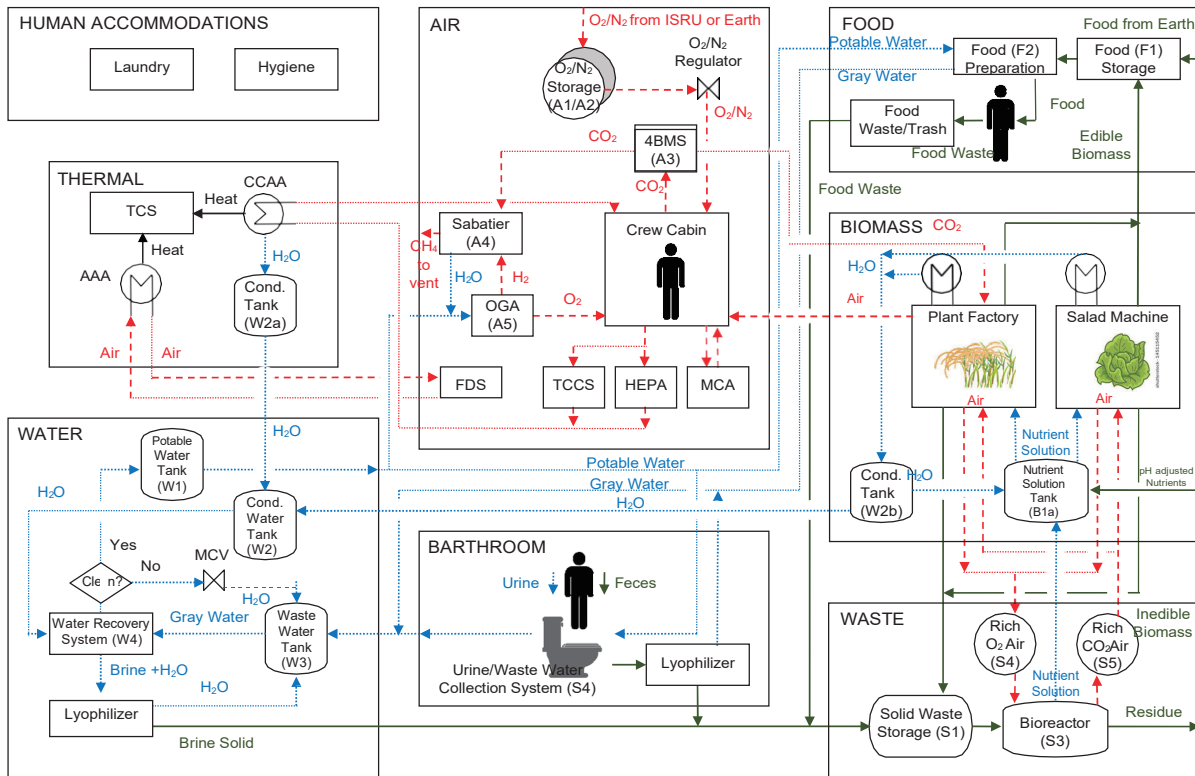 HUMAN ACCOMMODATIONS
Laundry
Hygiene
AIR
O₂/N₂ from ISRU or Earth
O₂/N₂
Storage
(A1/A2)
O₂/N₂
Regulator
O₂/N₂
CO₂
4BMS
(A3)
CO₂
Sabatier
(A4)
CH₄
to
vent
H₂O
H₂
OGA
(A5)
O₂
Crew Cabin
FDS
TCCS
HEPA
MCA
FOOD
Food from Earth
Potable Water
Food (F2)
Preparation
Food (F1)
Storage
Gray Water
Food
Food
Waste/Trash
Food Waste
Edible
Biomass
Food Waste
THERMAL
CCAA
TCS
Heat
Heat
AAA
H₂O
Cond.
Tank
(W2a)
Air
Air
H₂O
BIOMASS
CO₂
H₂O
Air
Plant Factory
Salad Machine
shutterstock · 145115452
Air
Air
Nutrient
Solution
Cond.
Tank
(W2b)
H₂O
Nutrient
Solution
Tank
(B1a)
pH adjusted
Nutrients
WATER
Potable
Water
Tank
(W1)
H₂O
Potable Water
Gray Water
H₂O
Cond.
Water
Tank
(W2)
Yes
No
MCV
Cle n?
H₂O
Water Recovery
System (W4)
Gray Water
Waste
Water
Tank
(W3)
Brine +H₂O
H₂O
Lyophilizer
Brine Solid
BARTHROOM
Urine
Feces
Urine/Waste Water
Collection System (S4)
Lyophilizer
WASTE
Inedible
Biomass
Rich
O₂ Air
(S4)
Rich
CO₂Air
(S5)
Nutrient
Solution
Solid Waste
Storage (S1)
Bioreactor
(S3)
Residue